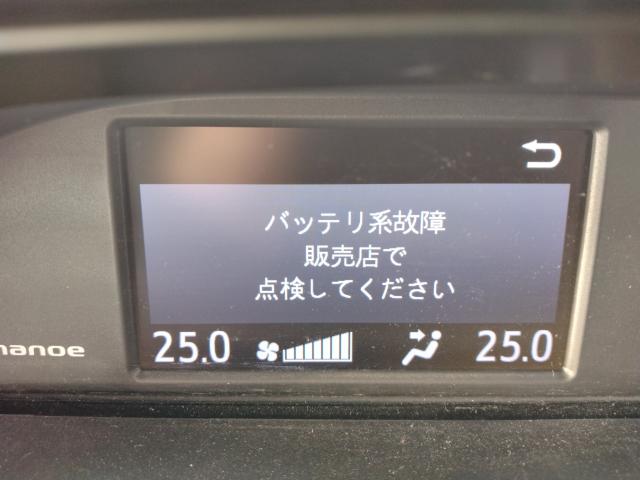 バッテリ系故障
販売店で
点検してください
nanoe
25.0 25.0